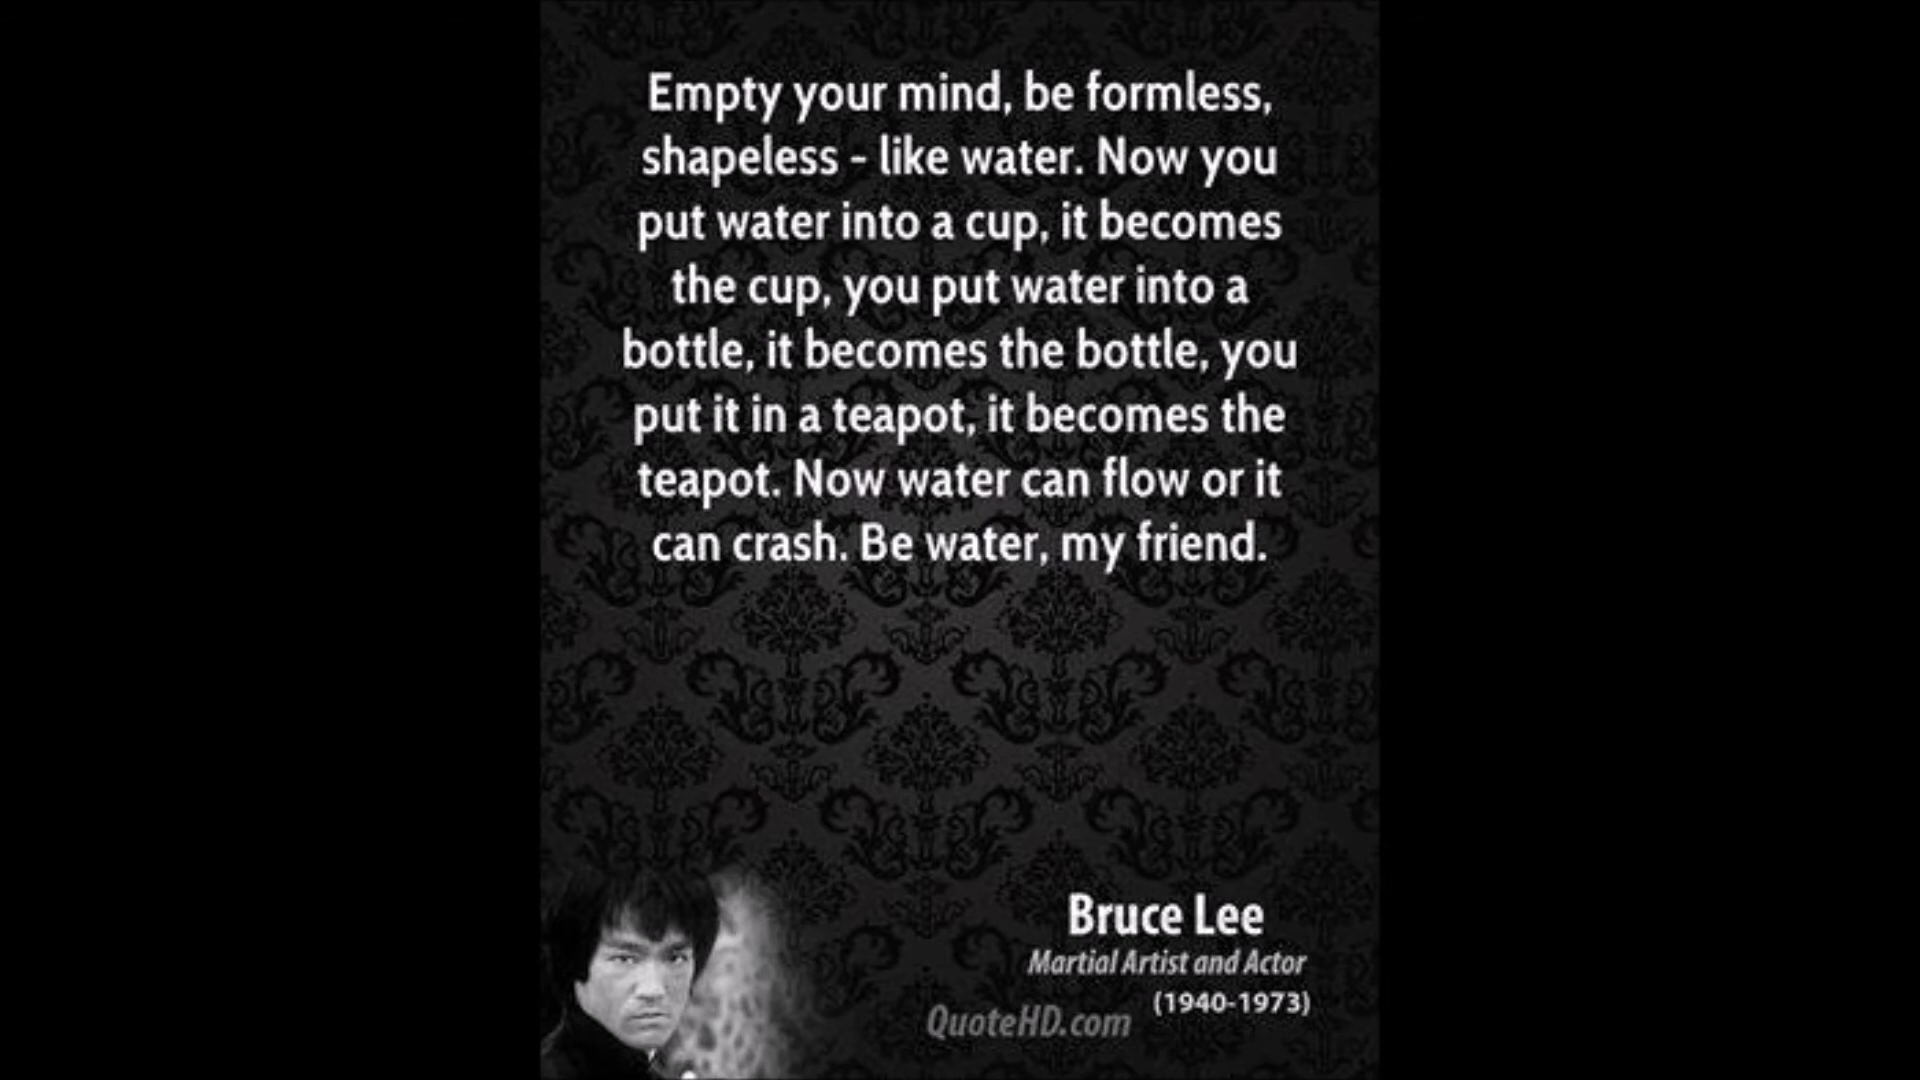 Empty your mind, be formless,
shapeless - like water. Now you
put water into a cup, it becomes
the cup, you put water into a
bottle, it becomes the bottle, you
put it in a teapot, it becomes the
teapot. Now water can flow or it
can crash. Be water, my friend.
Bruce Lee
Martial Artist and Actor
(1940-1973)
QuoteHD.com